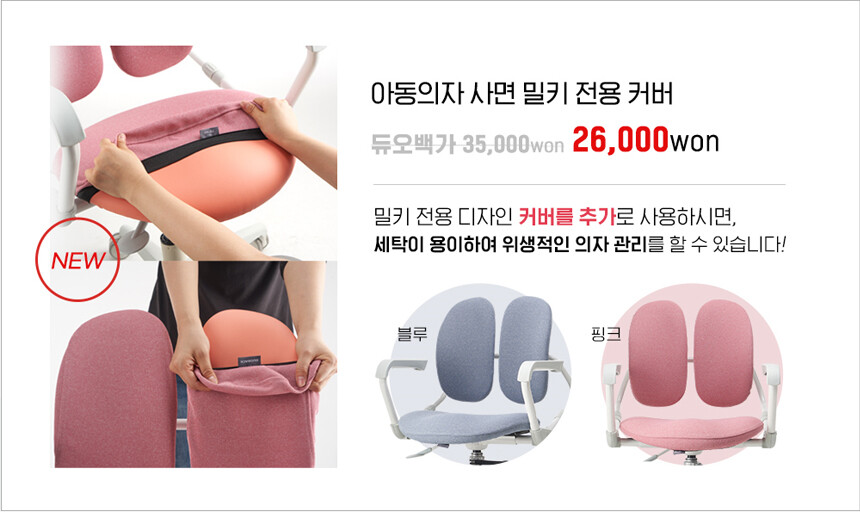 아동의자 사면 밀키 전용 커버
듀오백가 35,000won 26,000won
밀키 전용 디자인 커버를 추가로 사용하시면,
세탁이 용이하여 위생적인 의자 관리를 할 수 있습니다!
NEW
블루
핑크